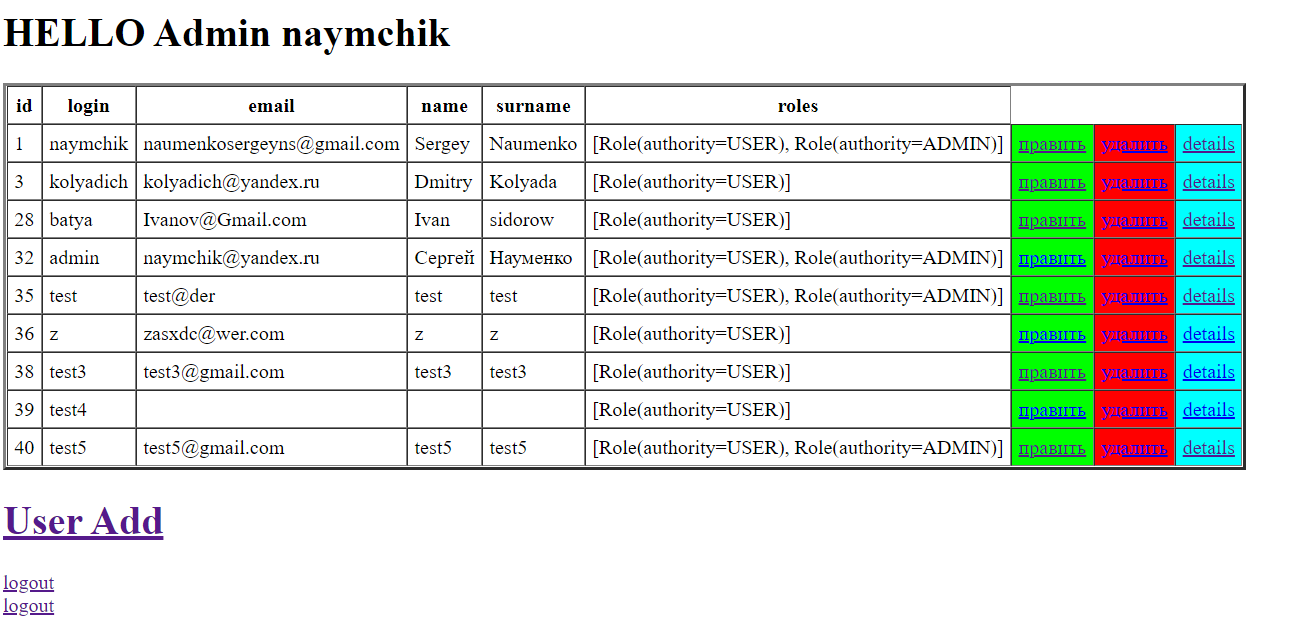 HELLO Admin naymchik
id login email name surname roles
1 naymchik naumenkosergeyns@gmail.com Sergey Naumenko [Role(authority=USER), Role(authority=ADMIN)] править удалить details
3 kolyadich kolyadich@yandex.ru Dmitry Kolyada [Role(authority=USER)] править удалить details
28 batya Ivanov@Gmail.com Ivan sidorow [Role(authority=USER)] править удалить details
32 admin naymchik@yandex.ru Сергей Науменко [Role(authority=USER), Role(authority=ADMIN)] править удалить details
35 test test@der test test [Role(authority=USER), Role(authority=ADMIN)] править удалить details
36 z zasxdc@wer.com z z [Role(authority=USER)] править удалить details
38 test3 test3@gmail.com test3 test3 [Role(authority=USER)] править удалить details
39 test4 [Role(authority=USER)] править удалить details
40 test5 test5@gmail.com test5 test5 [Role(authority=USER), Role(authority=ADMIN)] править удалить details
User Add
logout
logout